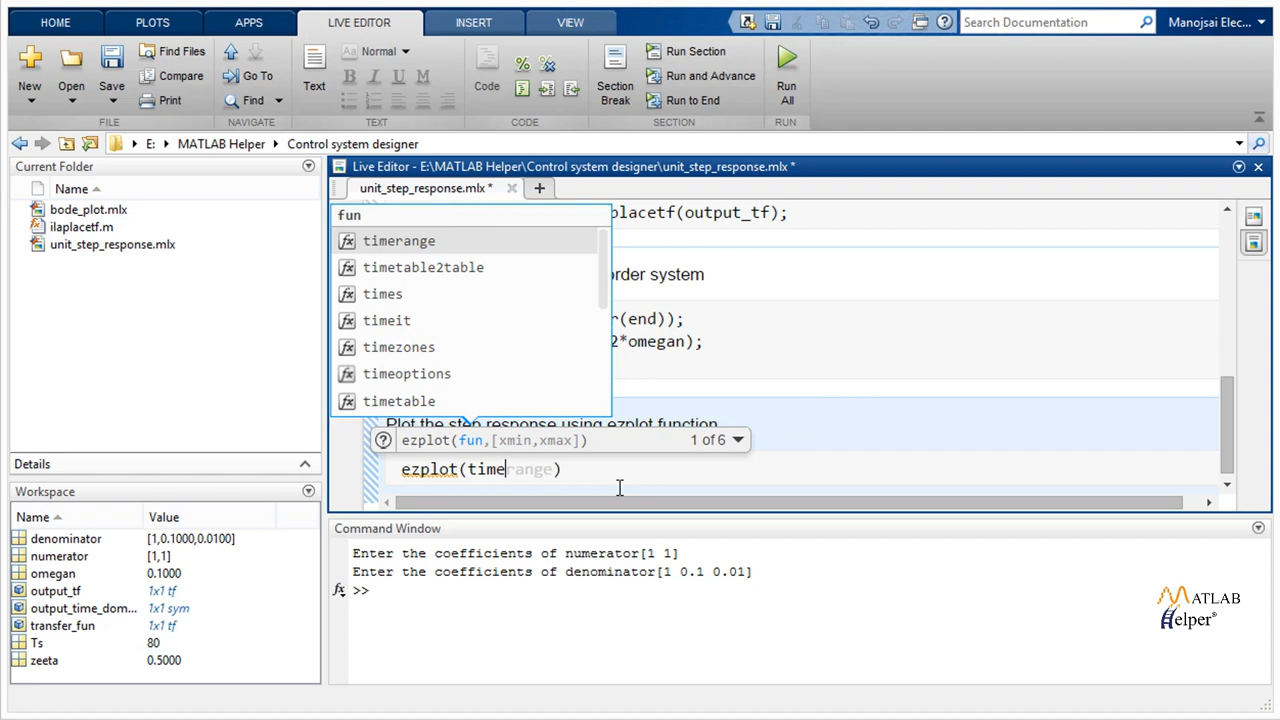 HOME
PLOTS
APPS
LIVE EDITOR
INSERT
VIEW
Search Documentation
Manojsai Elec...
New
Open
Save
Find Files
Compare
Print
FILE
Go To
Find
NAVIGATE
Text
Aa Normal
B I U M
TEXT
Code
CODE
Section
Break
Run Section
Run and Advance
Run to End
SECTION
Run
All
RUN
E:
MATLAB Helper
Control system designer
Current Folder
Name
bode_plot.mlx
ilaplacetf.m
unit_step_response.mlx
Details
Workspace
Name
Value
denominator
[1,0.1000,0.0100]
numerator
[1,1]
omegan
0.1000
output_tf
1x1 tf
output_time_dom...
1x1 sym
transfer_fun
1x1 tf
Ts
80
zeeta
0.5000
Live Editor - E:\MATLAB Helper\Control system designer\unit_step_response.mlx *
unit_step_response.mlx *
placetf(output_tf);
fun
timerange
timetable2table
times
timeit
timezones
timeoptions
timetable
order system
r(end));
2*omegan);
Plot the step response using ezplot function
ezplot(fun,[xmin,xmax])
1 of 6
ezplot(timerange)
Command Window
Enter the coefficients of numerator[1 1]
Enter the coefficients of denominator[1 0.1 0.01]
fx >>
MATLAB
Helper®